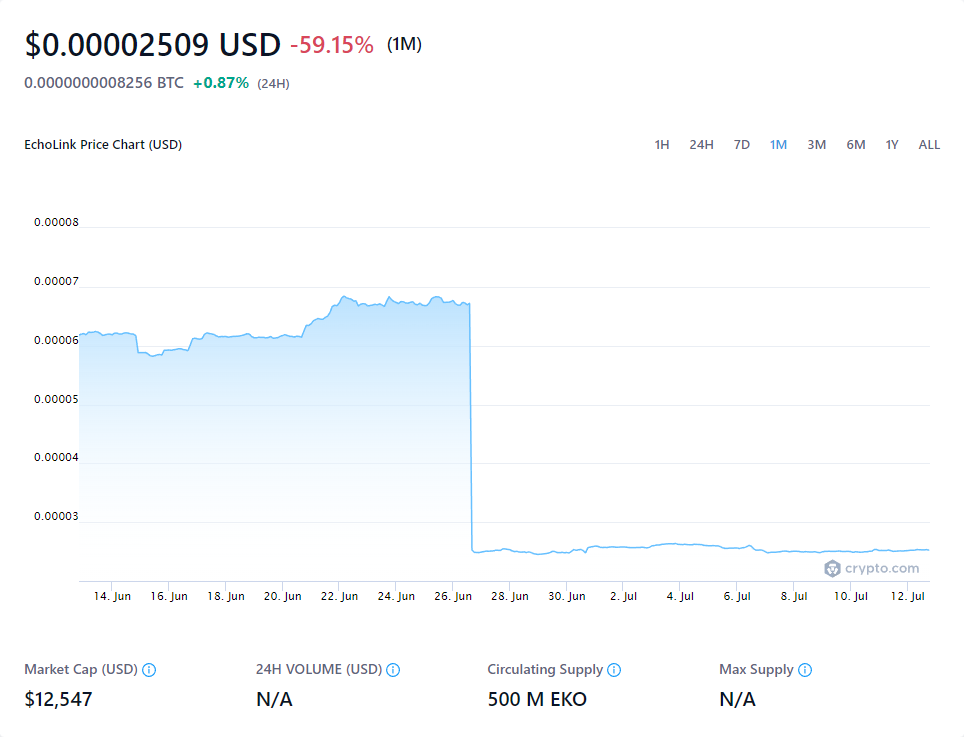 $0.00002509 USD -59.15% (1M)
0.0000000008256 BTC +0.87% (24H)
EchoLink Price Chart (USD) 1H 24H 7D 1M 3M 6M 1Y ALL
0.00008
0.00007
0.00006
0.00005
0.00004
0.00003
crypto.com
14. Jun 16. Jun 18. Jun 20. Jun 22. Jun 24. Jun 26. Jun 28. Jun 30. Jun 2. Jul 4. Jul 6. Jul 8. Jul 10. Jul 12. Jul
Market Cap (USD) 24H VOLUME (USD) Circulating Supply Max Supply
$12,547 N/A 500 M EKO N/A